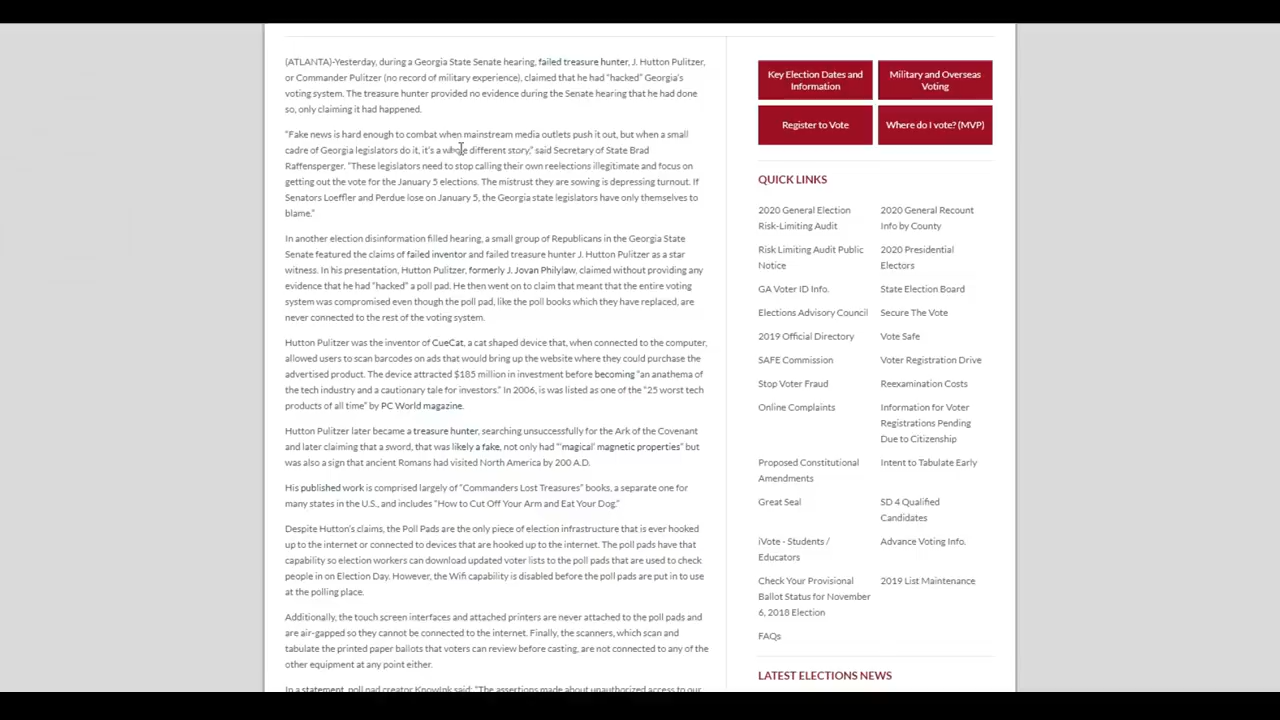 (ATLANTA)-Yesterday, during a Georgia State Senate hearing, failed treasure hunter, J. Hutton Pulitzer,
or Commander Pulitzer (no record of military experience), claimed that he had "hacked" Georgia's
voting system. The treasure hunter provided no evidence during the Senate hearing that he had done
so, only claiming it had happened.
"Fake news is hard enough to combat when mainstream media outlets push it out, but when a small
cadre of Georgia legislators do it, it's a whole different story," said Secretary of State Brad
Raffensperger. "These legislators need to stop calling their own reelections illegitimate and focus on
getting out the vote for the January 5 elections. The mistrust they are sowing is depressing turnout. If
Senators Loeffler and Perdue lose on January 5, the Georgia state legislators have only themselves to
blame."
In another election disinformation filled hearing, a small group of Republicans in the Georgia State
Senate featured the claims of failed inventor and failed treasure hunter J. Hutton Pulitzer as a star
witness. In his presentation, Hutton Pulitzer, formerly J. Jovan Philylaw, claimed without providing any
evidence that he had "hacked" a poll pad. He then went on to claim that meant that the entire voting
system was compromised even though the poll pad, like the poll books which they have replaced, are
never connected to the rest of the voting system.
Hutton Pulitzer was the inventor of CueCat, a cat shaped device that, when connected to the computer,
allowed users to scan barcodes on ads that would bring up the website where they could purchase the
advertised product. The device attracted $185 million in investment before becoming "an anathema of
the tech industry and a cautionary tale for investors." In 2006, is was listed as one of the "25 worst tech
products of all time" by PC World magazine.
Hutton Pulitzer later became a treasure hunter, searching unsuccessfully for the Ark of the Covenant
and later claiming that a sword, that was likely a fake, not only had "'magical' magnetic properties" but
was also a sign that ancient Romans had visited North America by 200 A.D.
His published work is comprised largely of "Commanders Lost Treasures" books, a separate one for
many states in the U.S., and includes "How to Cut Off Your Arm and Eat Your Dog."
Despite Hutton's claims, the Poll Pads are the only piece of election infrastructure that is ever hooked
up to the internet or connected to devices that are hooked up to the internet. The poll pads have that
capability so election workers can download updated voter lists to the poll pads that are used to check
people in on Election Day. However, the Wifi capability is disabled before the poll pads are put in to use
at the polling place.
Additionally, the touch screen interfaces and attached printers are never attached to the poll pads and
are air-gapped so they cannot be connected to the internet. Finally, the scanners, which scan and
tabulate the printed paper ballots that voters can review before casting, are not connected to any of the
other equipment at any point either.
In a statement, poll pad creator KnowInk said: "The assertions made about unauthorized access to our
Key Election Dates and
Information
Military and Overseas
Voting
Register to Vote
Where do I vote? (MVP)
QUICK LINKS
2020 General Election
Risk-Limiting Audit
2020 General Recount
Info by County
Risk Limiting Audit Public
Notice
2020 Presidential
Electors
GA Voter ID Info.
State Election Board
Elections Advisory Council
Secure The Vote
2019 Official Directory
Vote Safe
SAFE Commission
Voter Registration Drive
Stop Voter Fraud
Reexamination Costs
Online Complaints
Information for Voter
Registrations Pending
Due to Citizenship
Proposed Constitutional
Amendments
Intent to Tabulate Early
Great Seal
SD 4 Qualified
Candidates
iVote - Students /
Educators
Advance Voting Info.
Check Your Provisional
Ballot Status for November
6, 2018 Election
2019 List Maintenance
FAQs
LATEST ELECTIONS NEWS